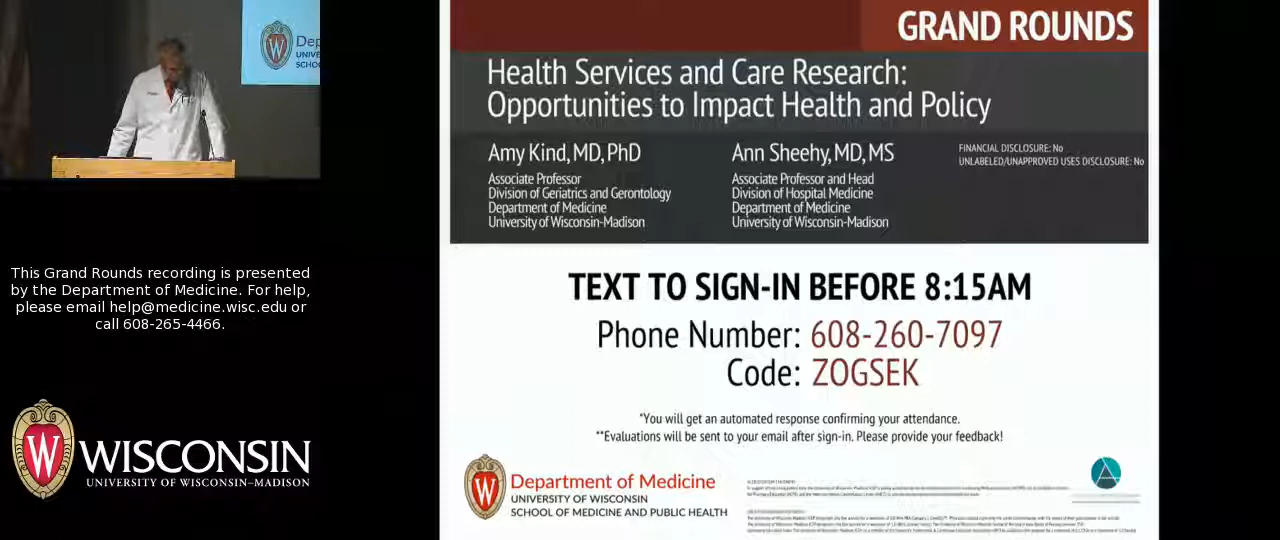 Dep
UNIVE
SCHOO
This Grand Rounds recording is presented
by the Department of Medicine. For help,
please email help@medicine.wisc.edu or
call 608-265-4466.
W WISCONSIN
UNIVERSITY OF WISCONSIN–MADISON
GRAND ROUNDS
Health Services and Care Research:
Opportunities to Impact Health and Policy
Amy Kind, MD, PhD
Associate Professor
Division of Geriatrics and Gerontology
Department of Medicine
University of Wisconsin-Madison
Ann Sheehy, MD, MS
Associate Professor and Head
Division of Hospital Medicine
Department of Medicine
University of Wisconsin-Madison
FINANCIAL DISCLOSURE: No
UNLABELED/UNAPPROVED USES DISCLOSURE: No
TEXT TO SIGN-IN BEFORE 8:15AM
Phone Number: 608-260-7097
Code: ZOGSEK
*You will get an automated response confirming your attendance.
**Evaluations will be sent to your email after sign-in. Please provide your feedback!
W Department of Medicine
UNIVERSITY OF WISCONSIN
SCHOOL OF MEDICINE AND PUBLIC HEALTH